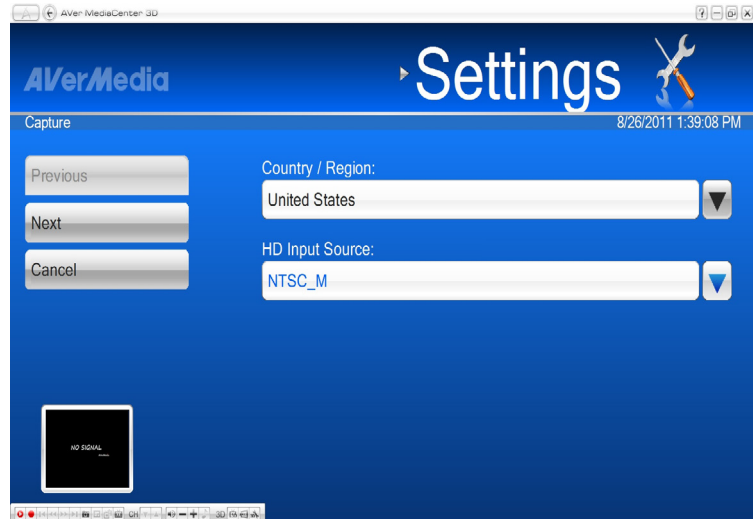 AVer MediaCenter 3D
AVerMedia
Settings
Capture
8/26/2011 1:39:08 PM
Previous
Next
Cancel
Country / Region:
United States
HD Input Source:
NTSC_M
NO SIGNAL
CH
3D